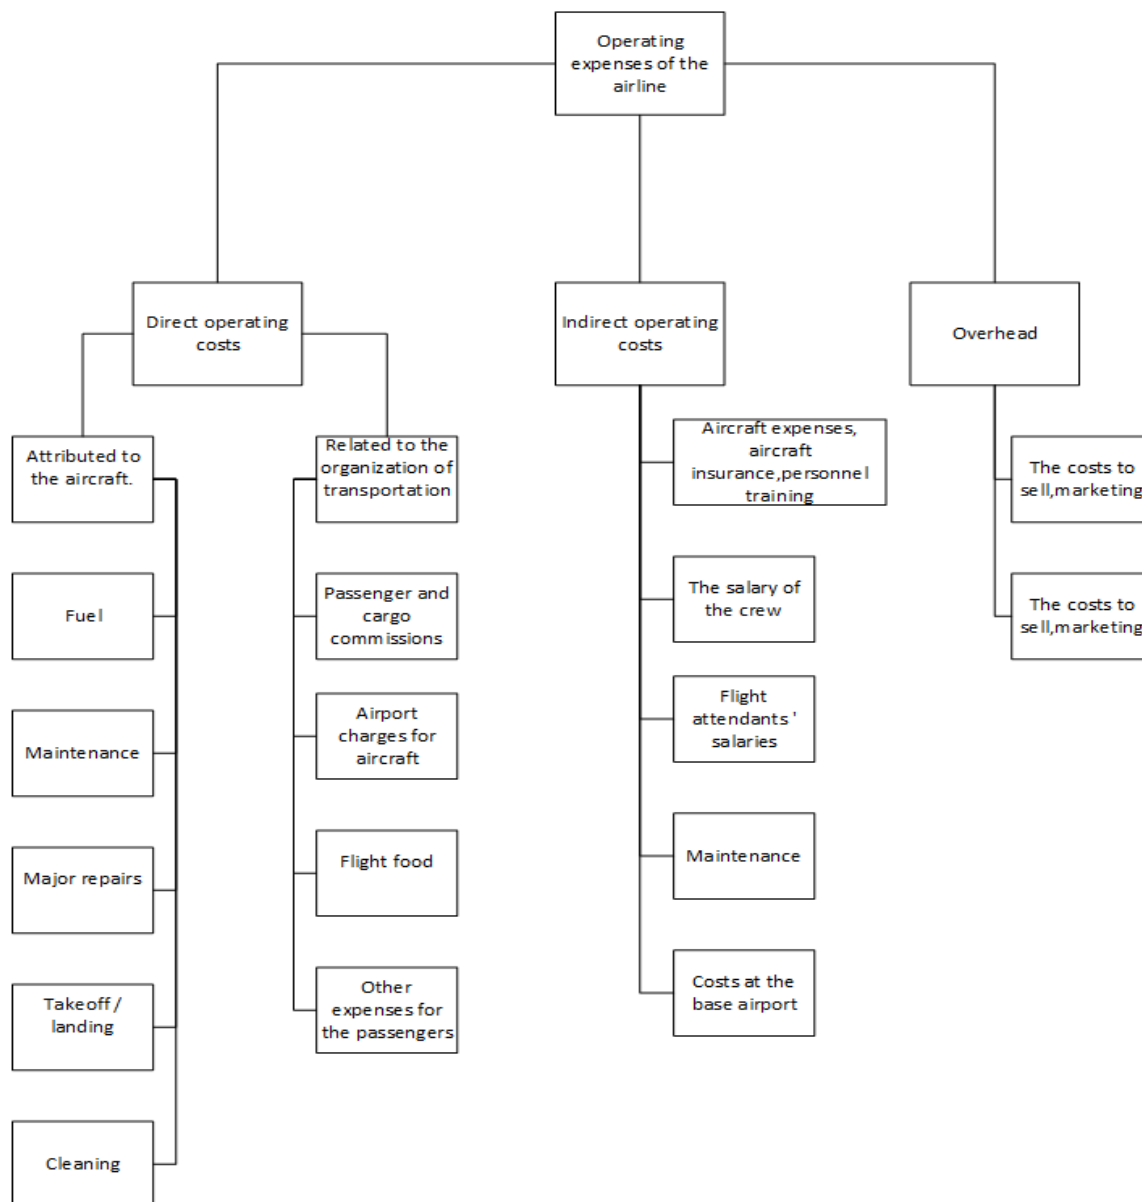 Operating
expenses of the
airline
Direct operating
costs
Indirect operating
costs
Overhead
Attributed to
the aircraft.
Fuel
Maintenance
Major repairs
Takeoff /
landing
Cleaning
Related to the
organization of
transportation
Passenger and
cargo
commissions
Airport
charges for
aircraft
Flight food
Other
expenses for
the passengers
Aircraft expenses,
aircraft
insurance,personnel
training
The salary of
the crew
Flight
attendants '
salaries
Maintenance
Costs at the
base airport
The costs to
sell,marketing
The costs to
sell,marketing